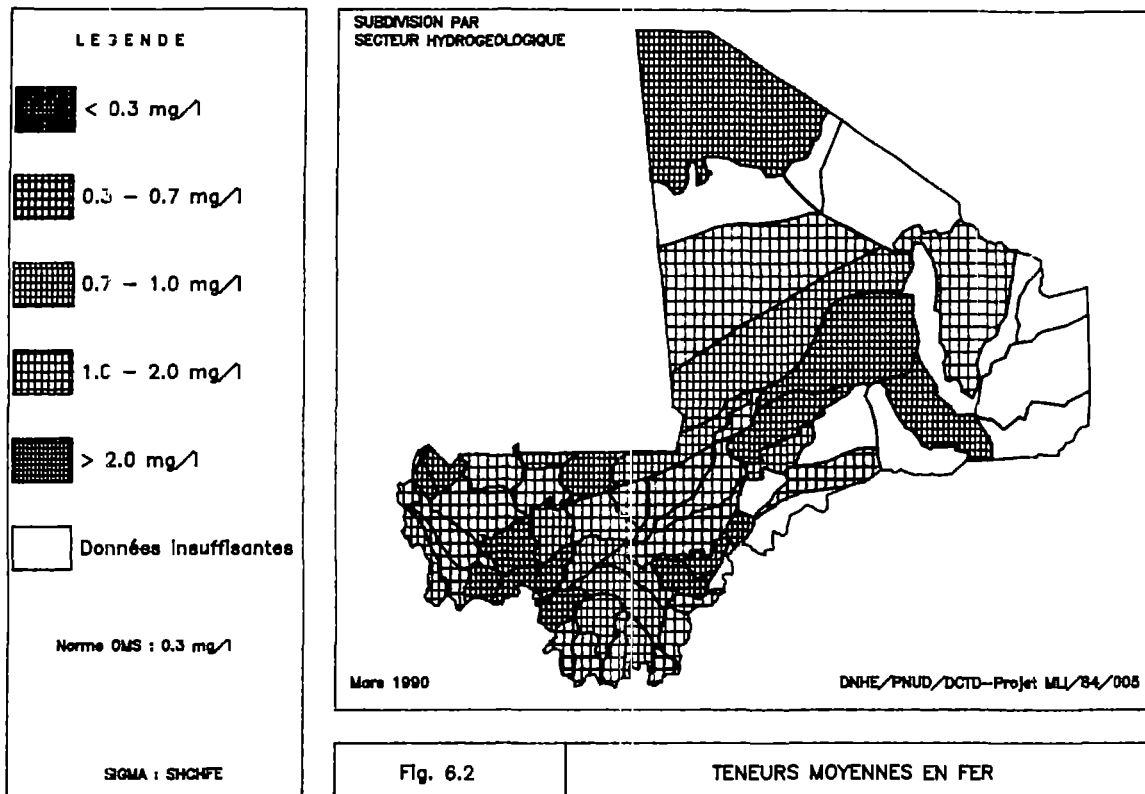 LEGENDE
< 0.3 mg/l
0.3 - 0.7 mg/l
0.7 - 1.0 mg/l
1.0 - 2.0 mg/l
> 2.0 mg/l
Données insuffisantes
Norme OMS : 0.3 mg/l
SIGMA : SHCHFE
SUBDIVISION PAR
SECTEUR HYDROGEOLOGIQUE
Mars 1990
DNHE/PNUD/DCTD-Projet MLI/84/005
Fig. 6.2
TENEURS MOYENNES EN FER